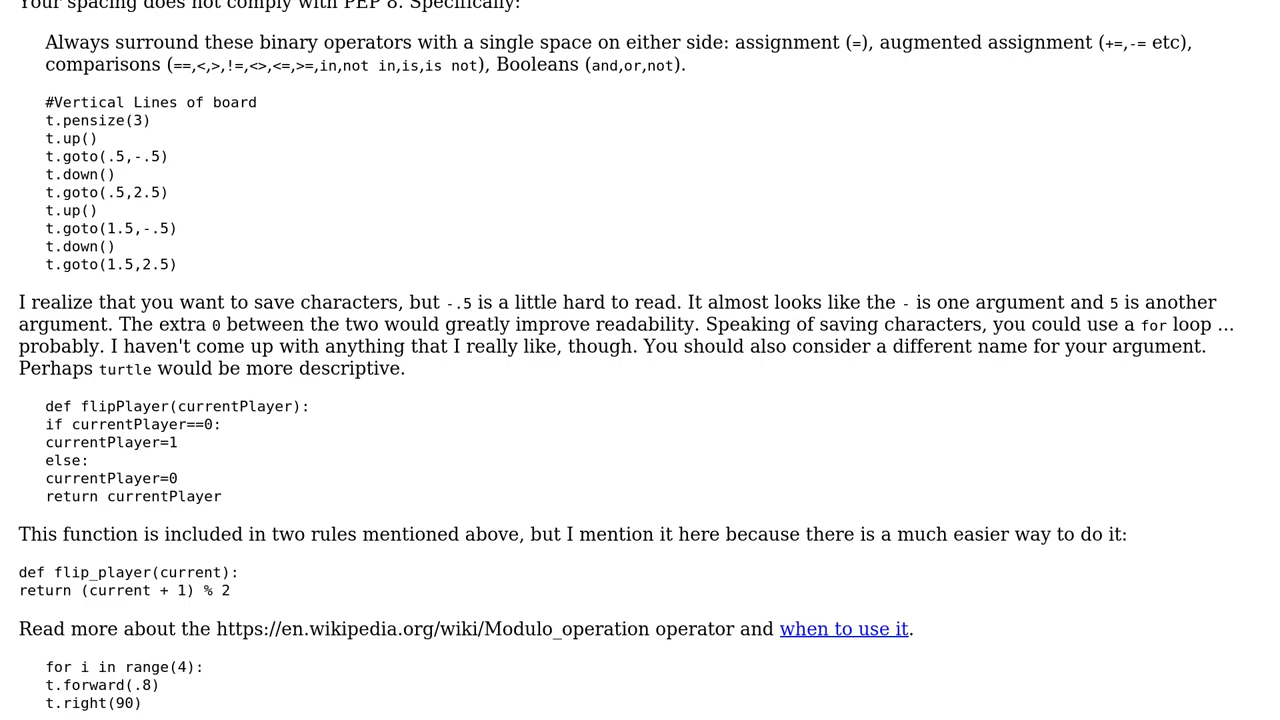 Your spacing does not comply with PEP 8. Specifically:
Always surround these binary operators with a single space on either side: assignment (=), augmented assignment (+=,-= etc),
comparisons (==,<,>,!=,<>,<=,>=,in,not in,is,is not), Booleans (and,or,not).
#Vertical Lines of board
t.pensize(3)
t.up()
t.goto(.5,-.5)
t.down()
t.goto(.5,2.5)
t.up()
t.goto(1.5,-.5)
t.down()
t.goto(1.5,2.5)
I realize that you want to save characters, but -.5 is a little hard to read. It almost looks like the - is one argument and 5 is another
argument. The extra 0 between the two would greatly improve readability. Speaking of saving characters, you could use a for loop ...
probably. I haven't come up with anything that I really like, though. You should also consider a different name for your argument.
Perhaps turtle would be more descriptive.
def flipPlayer(currentPlayer):
if currentPlayer==0:
currentPlayer=1
else:
currentPlayer=0
return currentPlayer
This function is included in two rules mentioned above, but I mention it here because there is a much easier way to do it:
def flip_player(current):
return (current + 1) % 2
Read more about the https://en.wikipedia.org/wiki/Modulo_operation operator and when to use it.
for i in range(4):
t.forward(.8)
t.right(90)